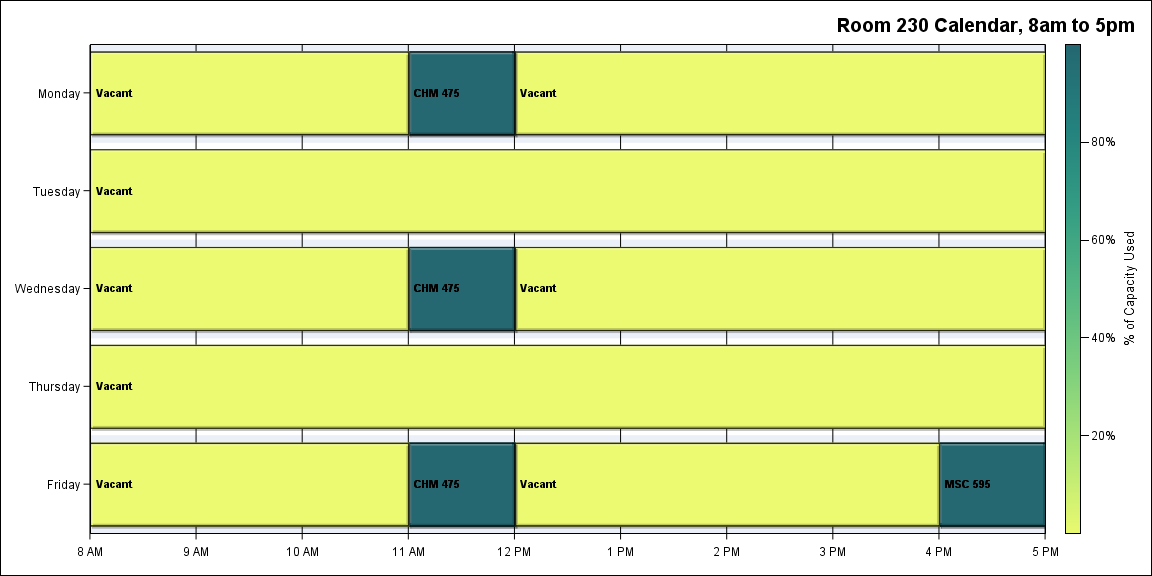 Room 230 Calendar, 8am to 5pm
Monday
Vacant
CHM 475
Vacant
Tuesday
Vacant
Wednesday
Vacant
CHM 475
Vacant
Thursday
Vacant
Friday
Vacant
CHM 475
Vacant
MSC 595
8 AM
9 AM
10 AM
11 AM
12 PM
1 PM
2 PM
3 PM
4 PM
5 PM
80%
60%
40%
20%
% of Capacity Used